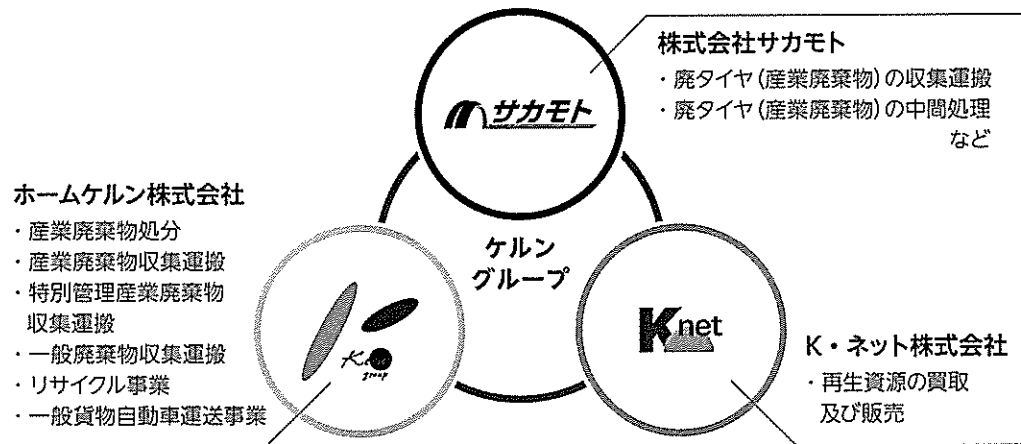 株式会社サカモト
・廃タイヤ(産業廃棄物)の収集運搬
・廃タイヤ(産業廃棄物)の中間処理
など
サカモト
ホームケルン株式会社
・産業廃棄物処分
・産業廃棄物収集運搬
・特別管理産業廃棄物
収集運搬
・一般廃棄物収集運搬
・リサイクル事業
・一般貨物自動車運送事業
ケルン
グループ
group
Knet
K・ネット株式会社
・再生資源の買取
及び販売